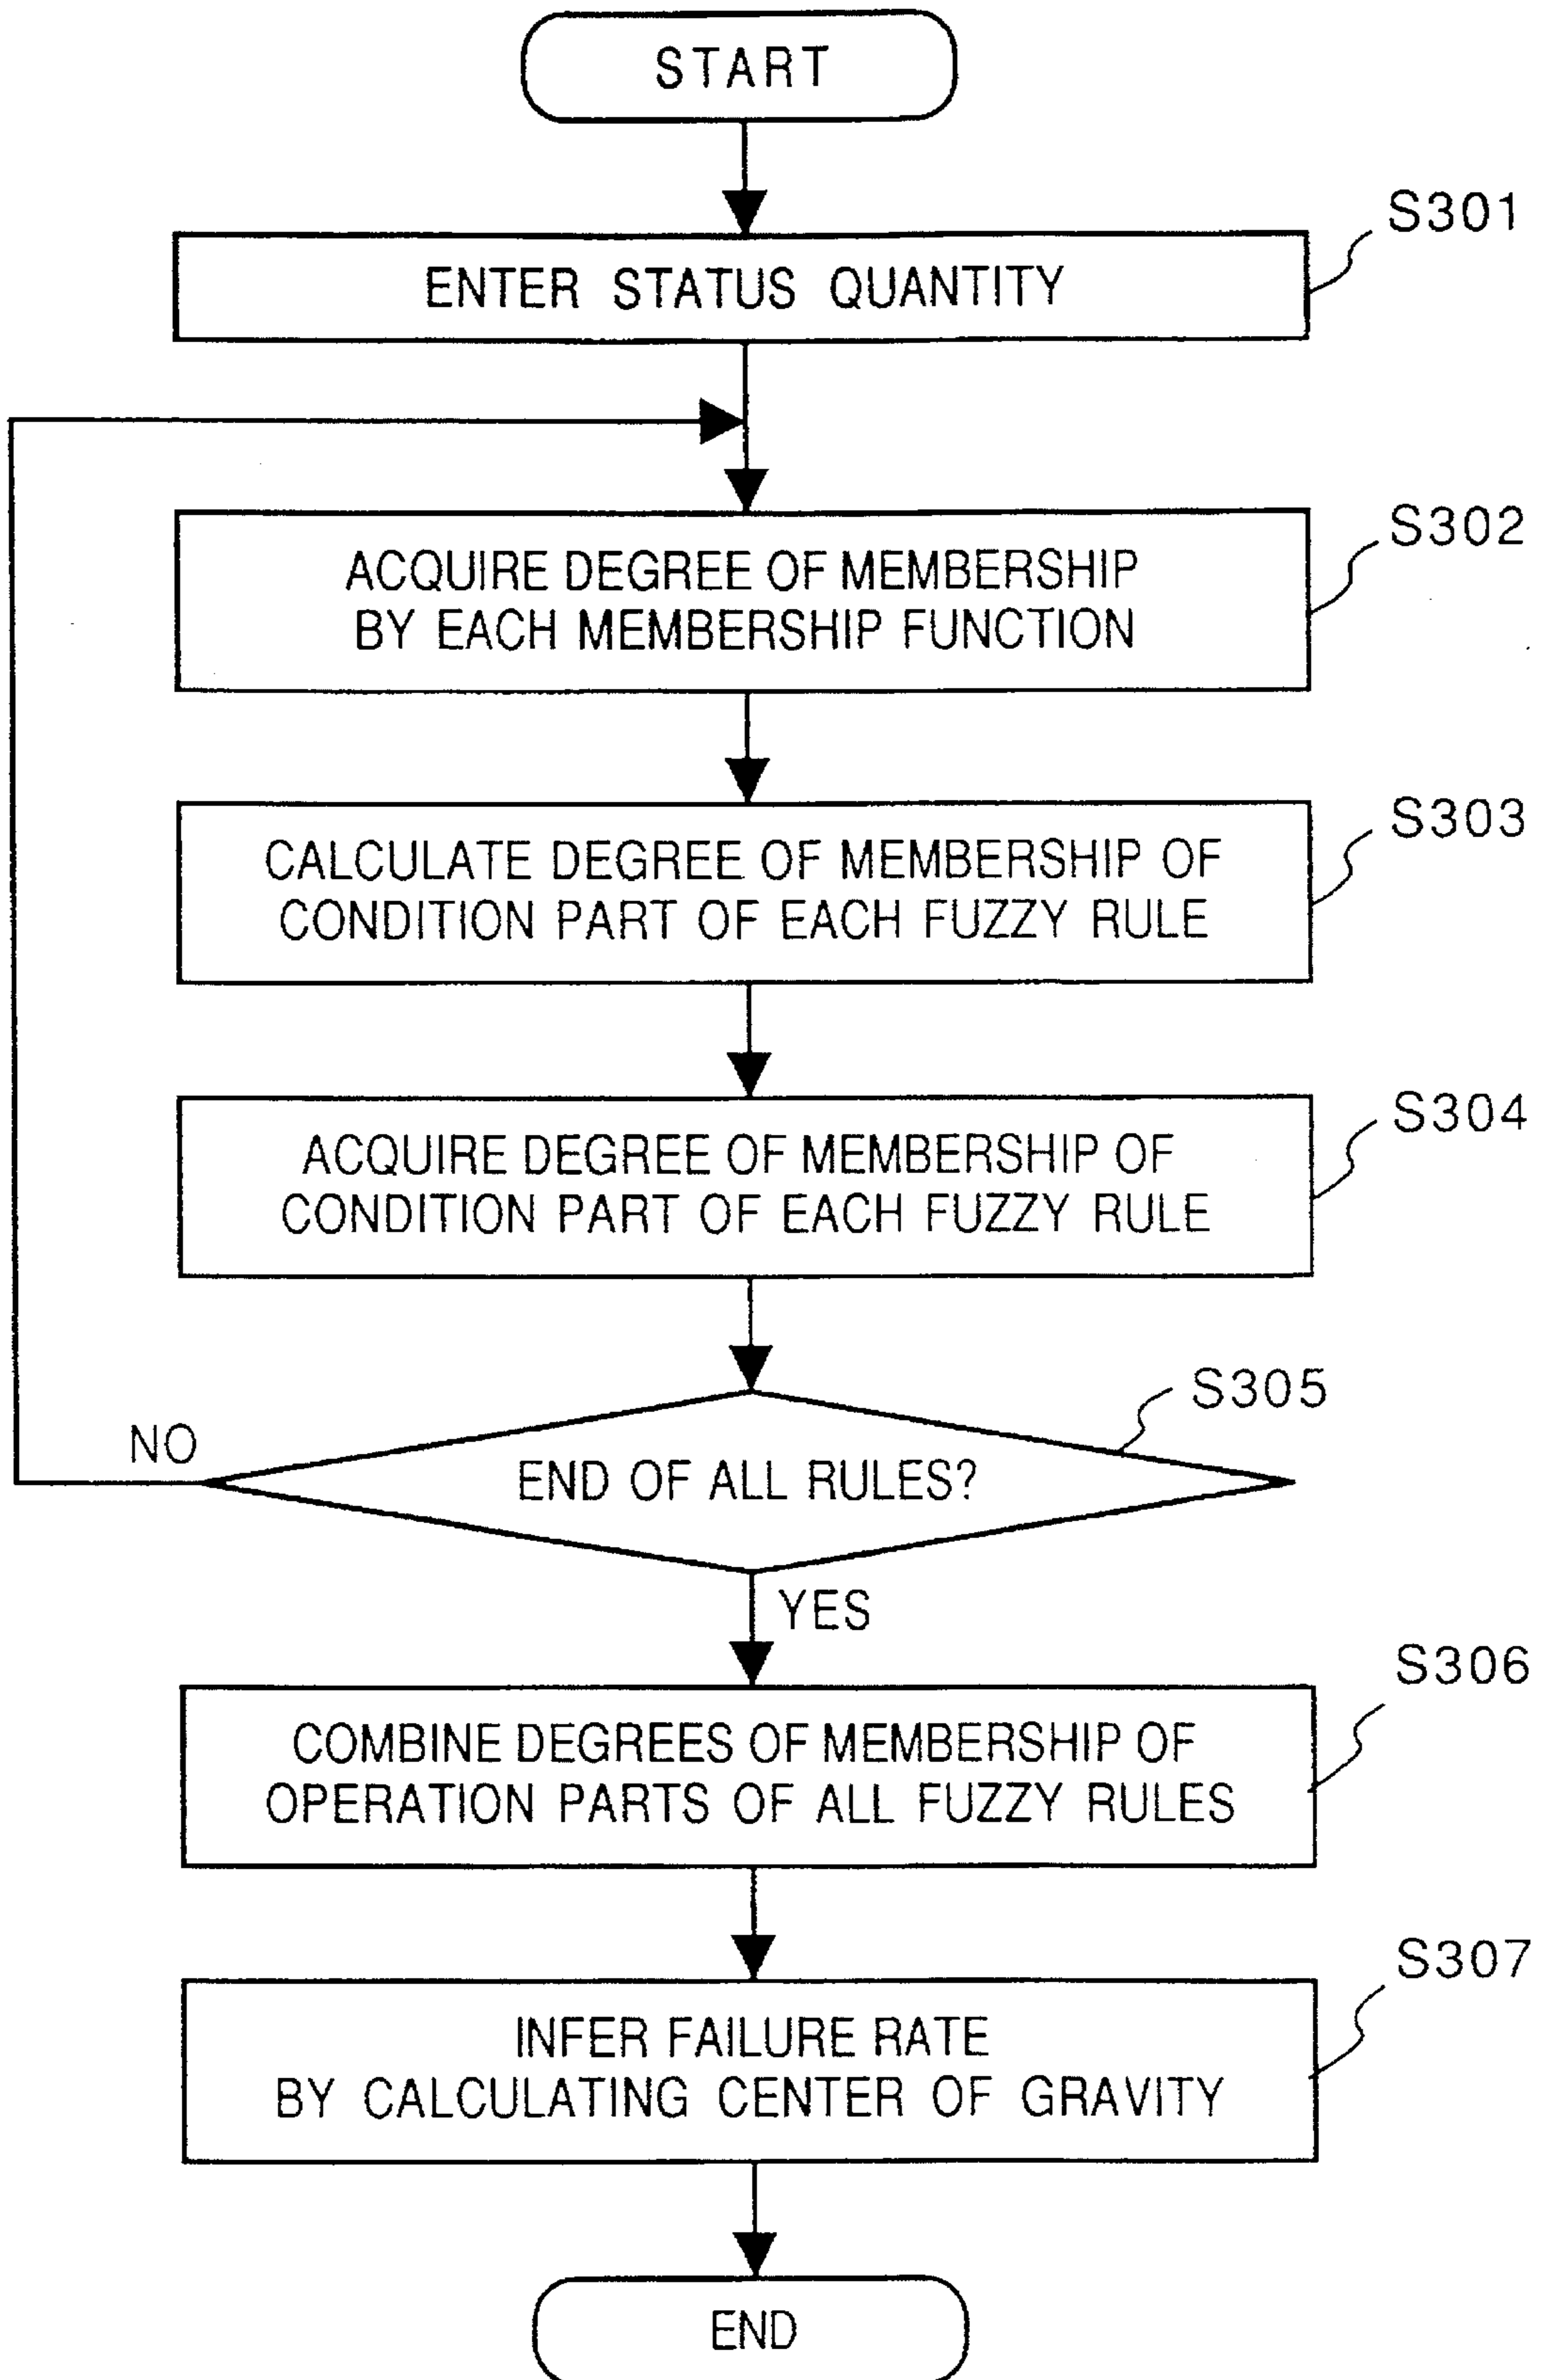 START
S301
ENTER STATUS QUANTITY
S302
ACQUIRE DEGREE OF MEMBERSHIP
BY EACH MEMBERSHIP FUNCTION
S303
CALCULATE DEGREE OF MEMBERSHIP OF
CONDITION PART OF EACH FUZZY RULE
S304
ACQUIRE DEGREE OF MEMBERSHIP OF
CONDITION PART OF EACH FUZZY RULE
S305
NO
END OF ALL RULES?
YES
S306
COMBINE DEGREES OF MEMBERSHIP OF
OPERATION PARTS OF ALL FUZZY RULES
S307
INFER FAILURE RATE
BY CALCULATING CENTER OF GRAVITY
END